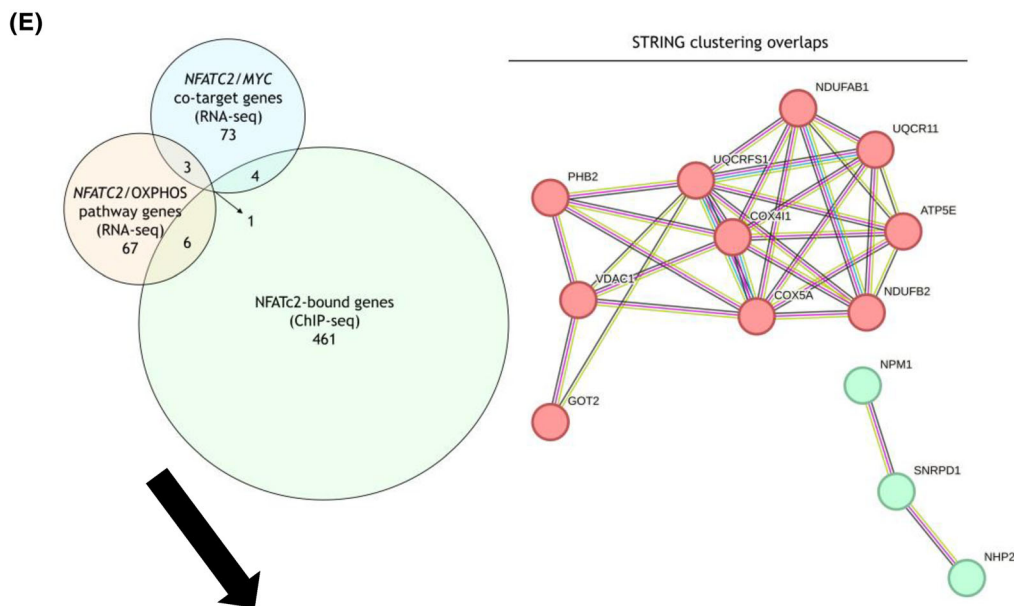 (E)
NFATC2/MYC
co-target genes
(RNA-seq)
73
3
4
NFATC2/OXPHOS
pathway genes
(RNA-seq)
67
1
6
NFATc2-bound genes
(ChIP-seq)
461
STRING clustering overlaps
NDUFAB1
UQCR11
UQCRFS1
PHB2
COX4I1
ATP5E
VDAC1
COX5A
NDUFB2
GOT2
NPM1
SNRPD1
NHP2